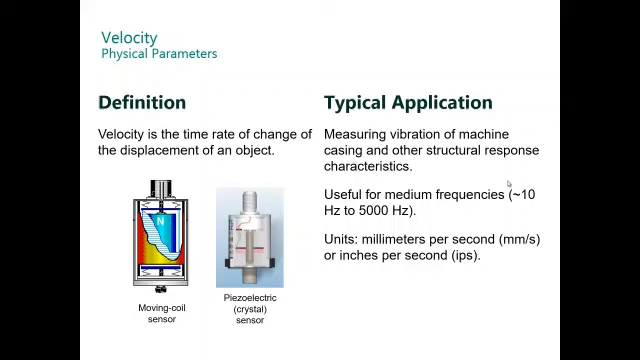 Velocity
Physical Parameters
Definition
Velocity is the time rate of change of
the displacement of an object.
N
Moving-coil
sensor
Piezoelectric
(crystal)
sensor
Typical Application
Measuring vibration of machine
casing and other structural response
characteristics.
Useful for medium frequencies (~10
Hz to 5000 Hz).
Units: millimeters per second (mm/s)
or inches per second (ips).